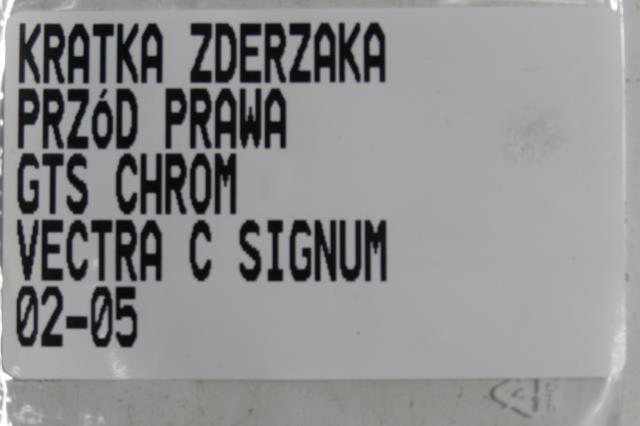 KRATKA ZDERZAKA
PRZóD PRAWA
GTS CHROM
VECTRA C SIGNUM
02-05